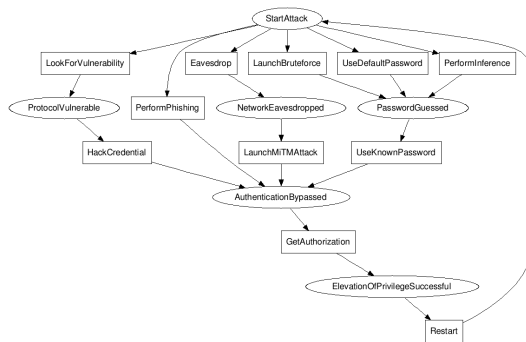 StartAttack
LookForVulnerability
Eavesdrop
LaunchBruteforce
UseDefaultPassword
PerformInference
ProtocolVulnerable
PerformPhishing
NetworkEavesdropped
PasswordGuessed
HackCredential
LaunchMiTMAttack
UseKnownPassword
AuthenticationBypassed
GetAuthorization
ElevationOfPrivilegeSuccessful
Restart